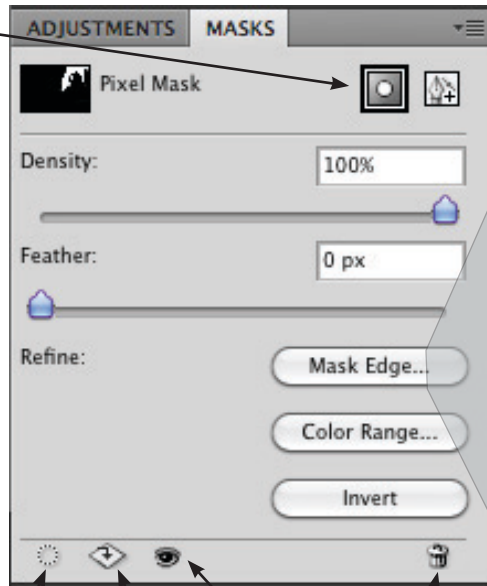 ADJUSTMENTS MASKS
Pixel Mask
Density: 100%
Feather: 0 px
Refine: Mask Edge...
Color Range...
Invert